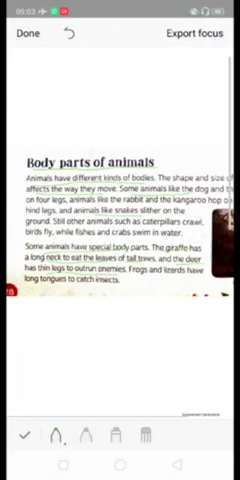 09:03
Done
Export focus
Body parts of animals
Animals have different kinds of bodies. The shape and size of
affects the way they move. Some animals like the dog and
on four legs, animals like the rabbit and the kangaroo hop o
hind legs, and animals like snakes slither on the
ground. Still other animals such as caterpillars crawl,
birds fly, while fishes and crabs swim in water.
Some animals have special body parts. The giraffe has
a long neck to eat the leaves of tall trees, and the deer
has thin legs to outrun enemies. Frogs and lizards have
long tongues to catch insects.